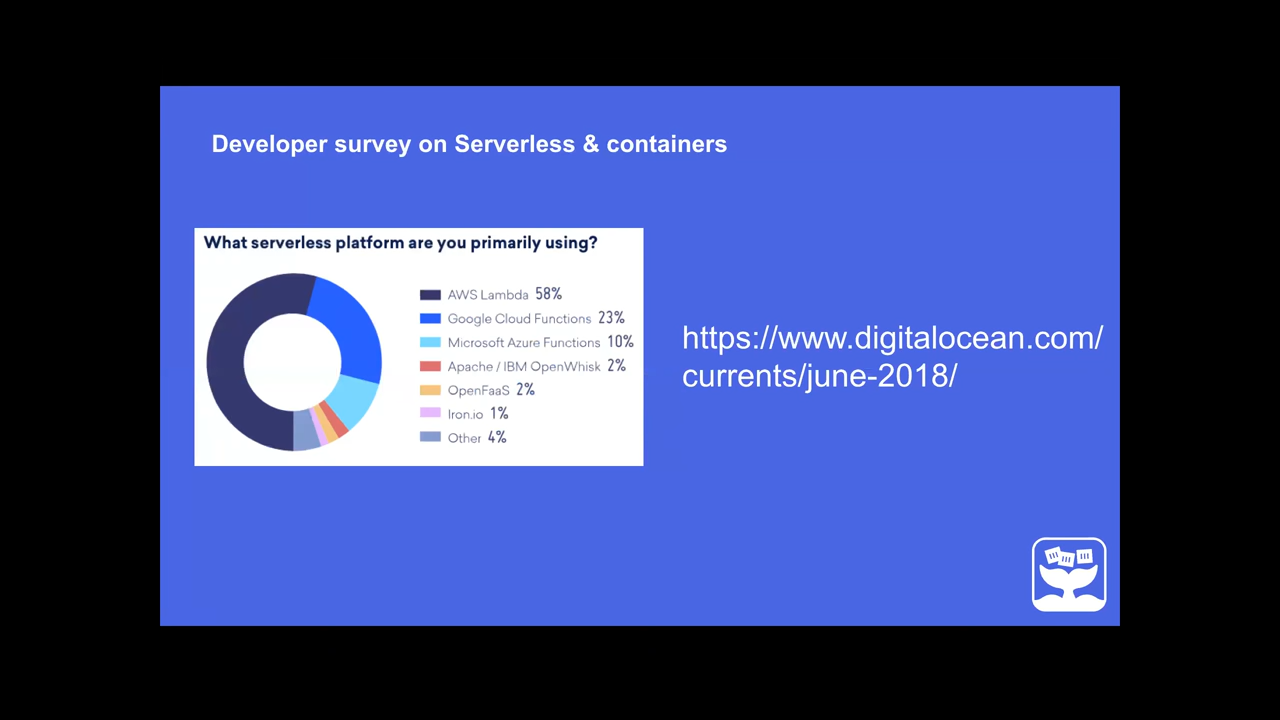 Developer survey on Serverless & containers
What serverless platform are you primarily using?
AWS Lambda 58%
Google Cloud Functions 23%
Microsoft Azure Functions 10%
Apache / IBM OpenWhisk 2%
OpenFaaS 2%
Iron.io 1%
Other 4%
https://www.digitalocean.com/
currents/june-2018/